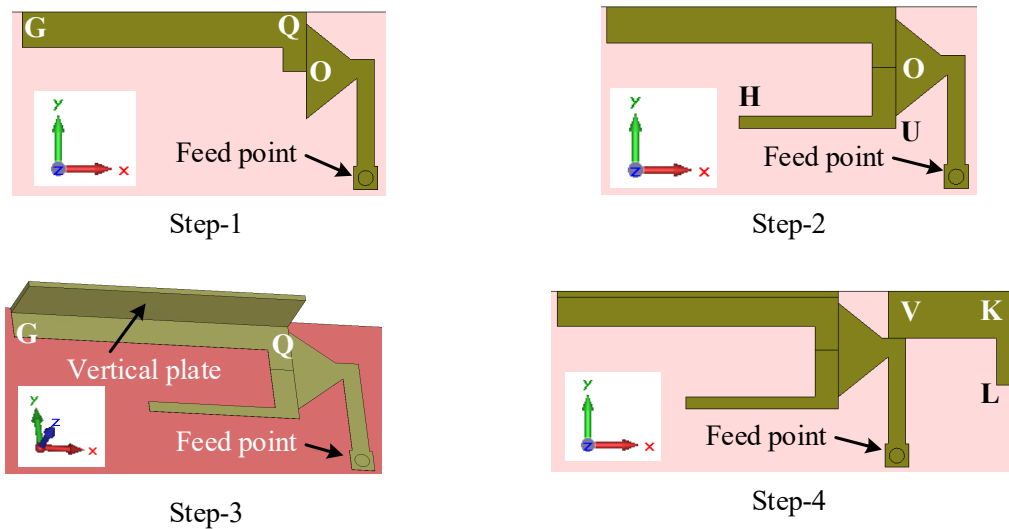 G
Q
O
Y
Z
X
Feed point
Step-1
O
H
U
Y
Z
X
Feed point
Step-2
G
Q
Vertical plate
Y
Z
X
Feed point
Step-3
V
K
L
Y
Z
X
Feed point
Step-4